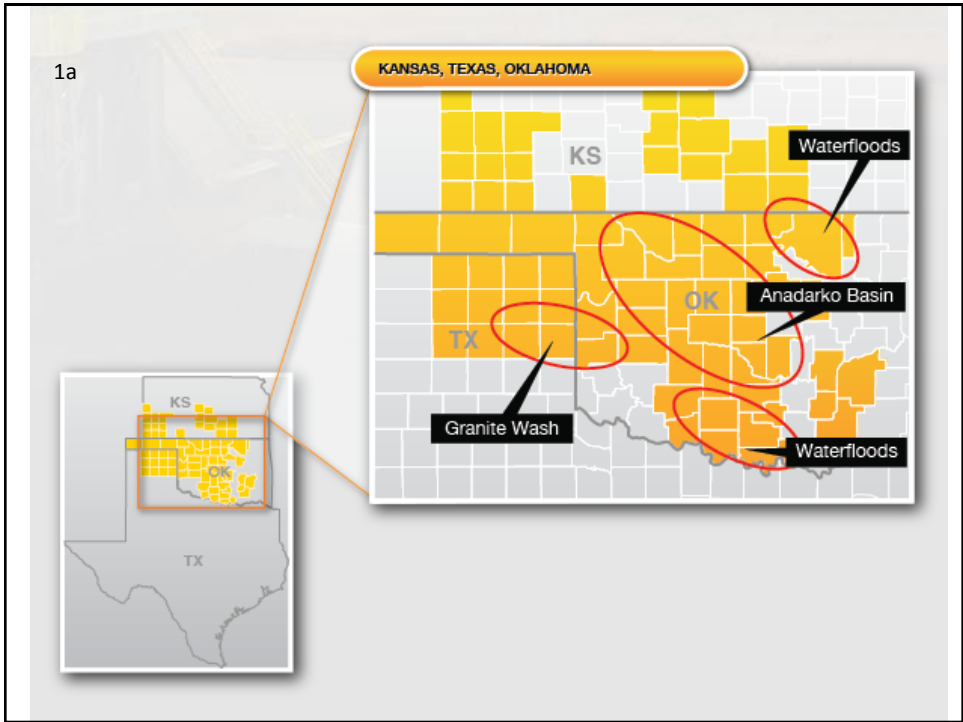 1a
KANSAS, TEXAS, OKLAHOMA
KS
Waterfloods
OK
Anadarko Basin
TX
Granite Wash
Waterfloods
KS
OK
TX